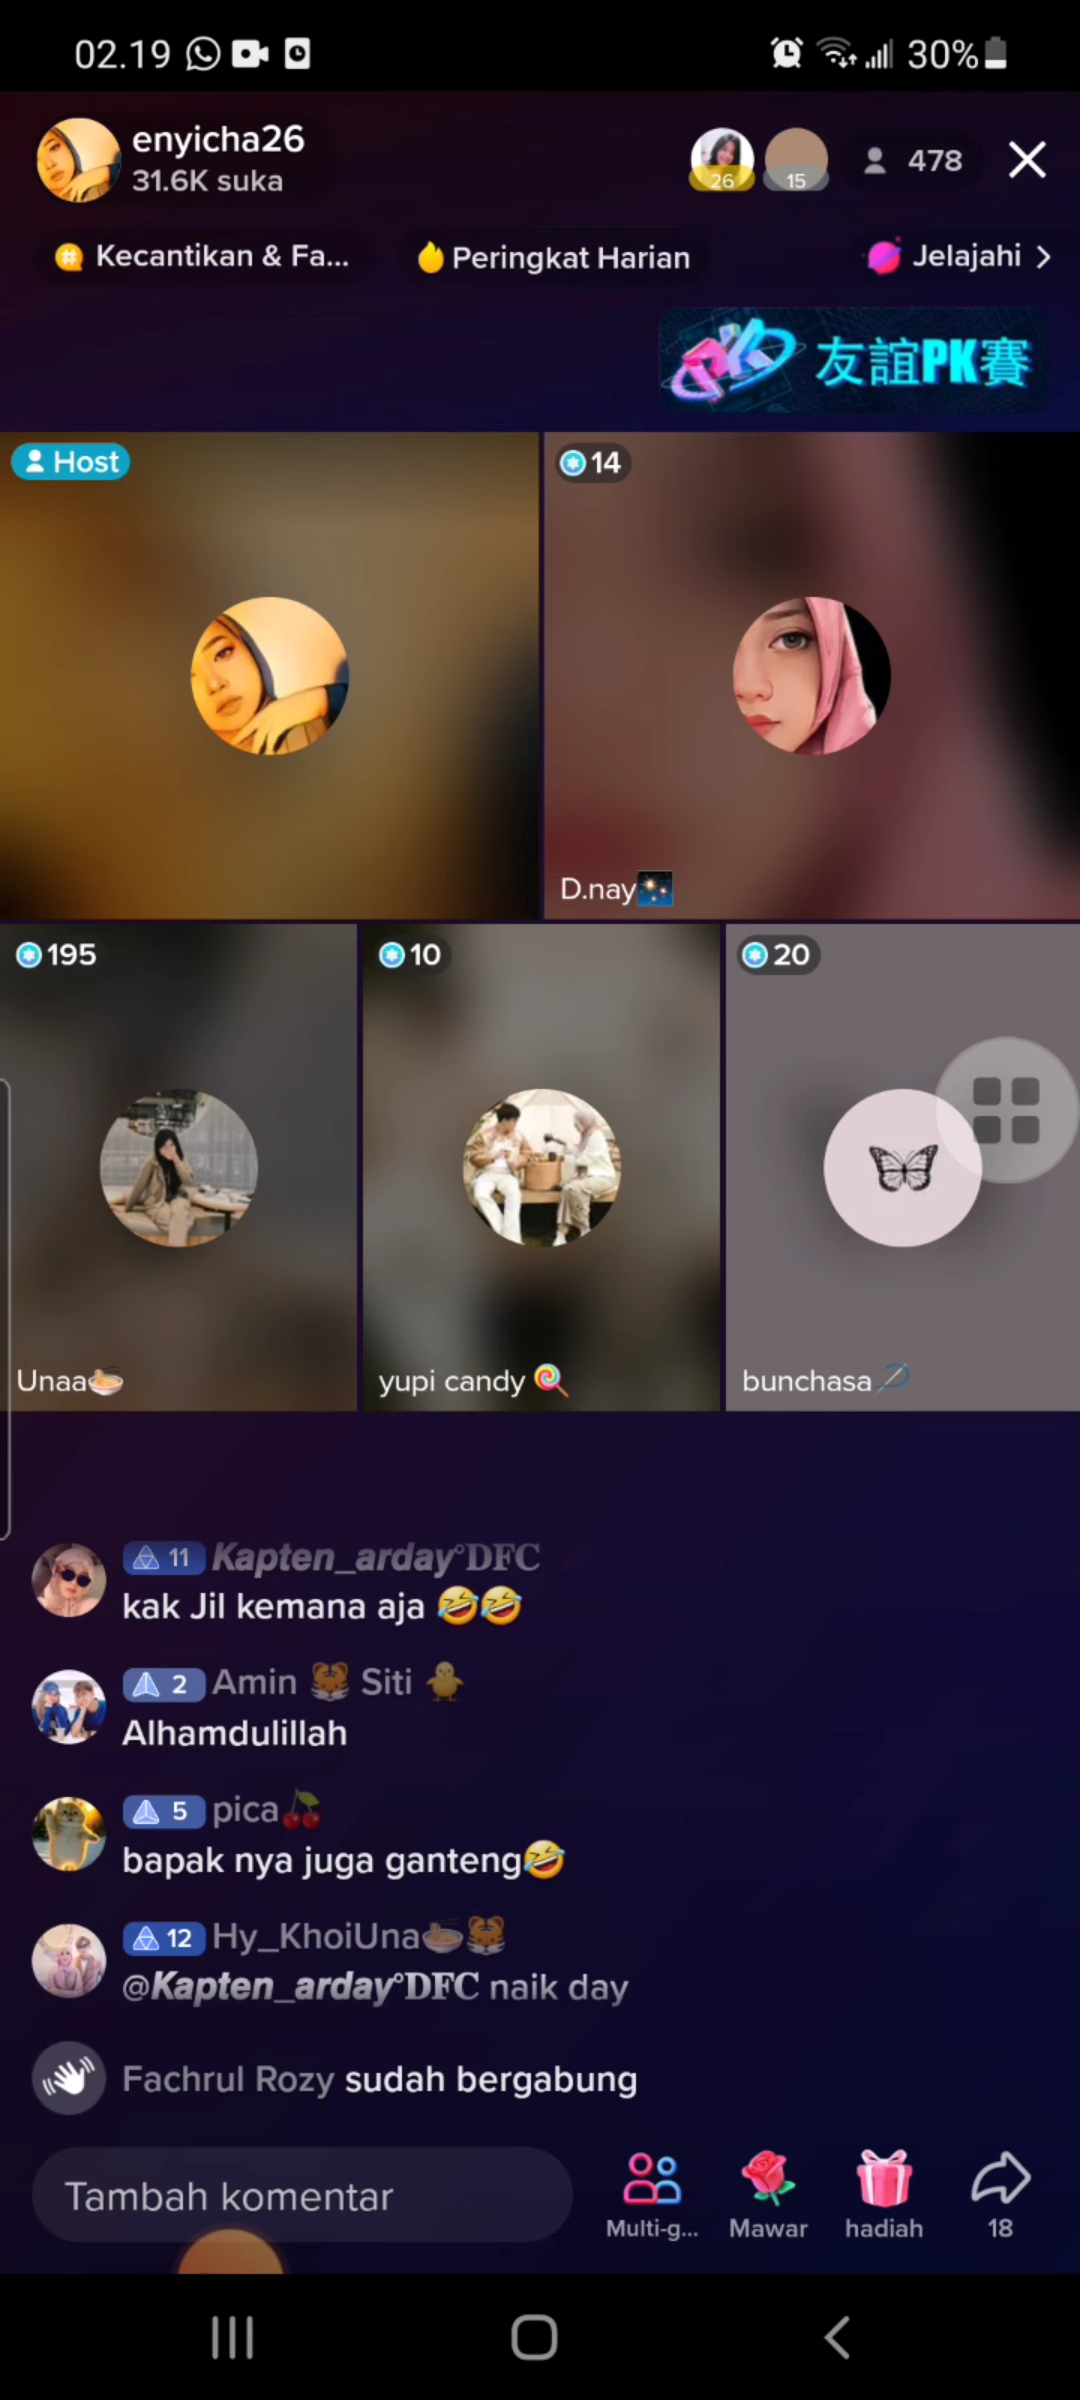 02.19
30%
enyicha26
31.6K suka
26
15
478
Kecantikan & Fa...
Peringkat Harian
Jelajahi
PK 友誼PK賽
Host
14
D.nay
195
10
20
Unaa
yupi candy
bunchasa
11 Kapten_arday°DFC
kak Jil kemana aja 🤣🤣
2 Amin 🐯 Siti 🐥
Alhamdulillah
5 pica🍒
bapak nya juga ganteng🤣
12 Hy_KhoiUna🍜🐯
@Kapten_arday°DFC naik day
Fachrul Rozy sudah bergabung
Tambah komentar
Multi-g...
Mawar
hadiah
18